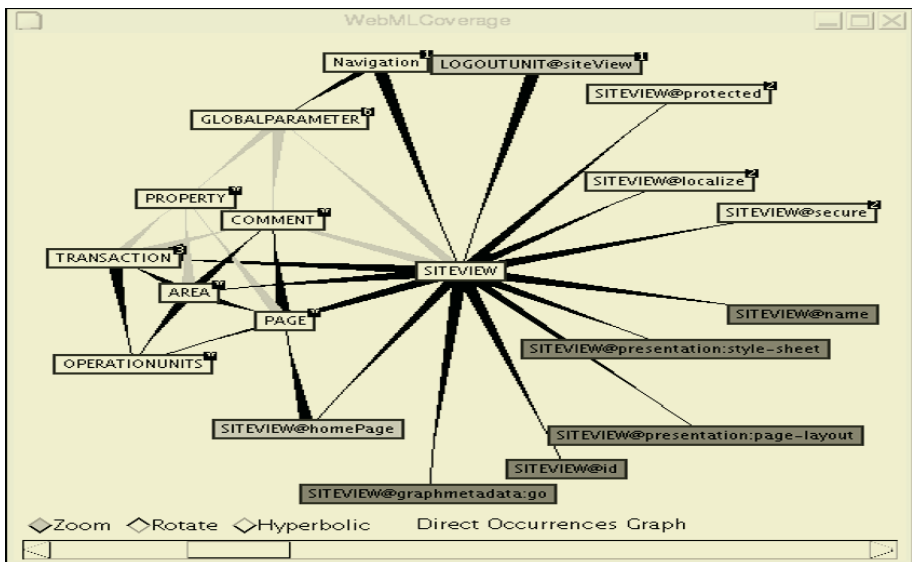 WebMLCoverage
Navigation 1
LOGOUTUNIT@siteView 1
SITEVIEW@protected 2
GLOBALPARAMETER 6
SITEVIEW@localize 2
PROPERTY
COMMENT
SITEVIEW@secure 2
TRANSACTION 3
SITEVIEW
AREA
PAGE
SITEVIEW@name
SITEVIEW@presentation:style-sheet
OPERATIONUNITS
SITEVIEW@homePage
SITEVIEW@presentation:page-layout
SITEVIEW@id
SITEVIEW@graphmetadata:go
Zoom Rotate Hyperbolic Direct Occurrences Graph